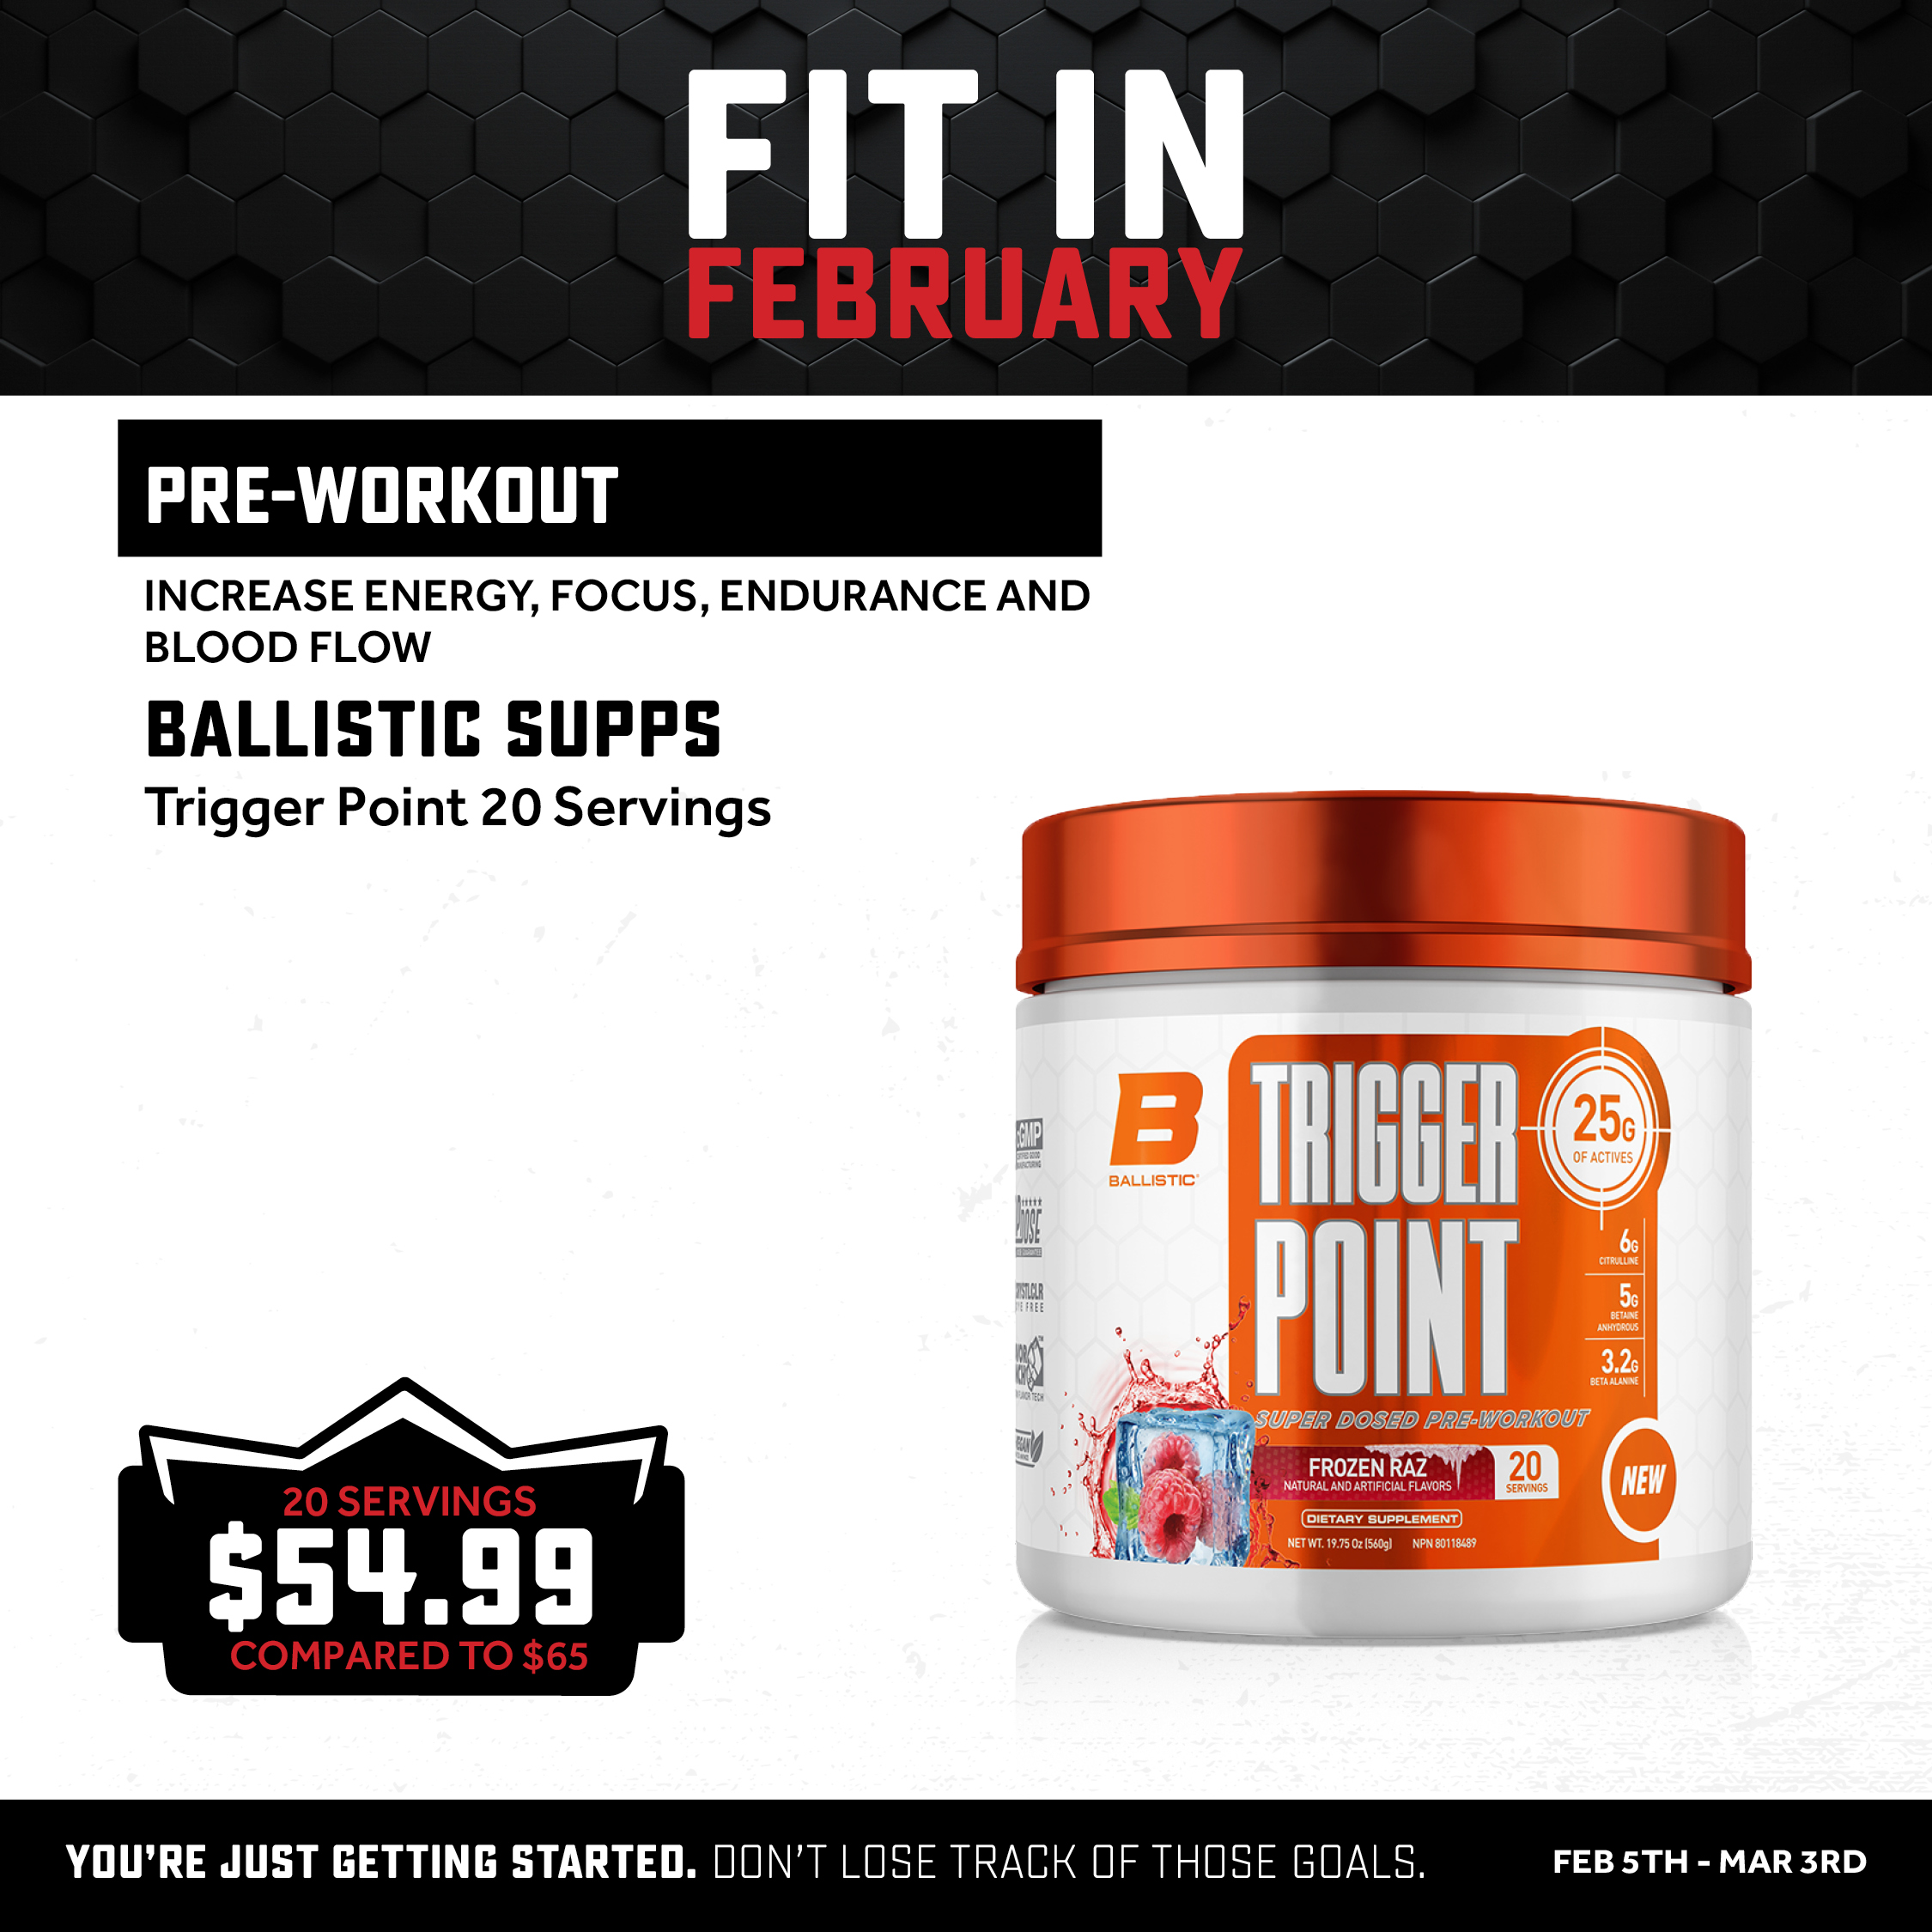 FIT IN
FEBRUARY
PRE-WORKOUT
INCREASE ENERGY, FOCUS, ENDURANCE AND
BLOOD FLOW
BALLISTIC SUPPS
Trigger Point 20 Servings
20 SERVINGS
$54.99
COMPARED TO $65
B
BALLISTIC
TRIGGER
POINT
25G
OF ACTIVES
6G
CITRULLINE
5G
BETAINE
ANHYDROUS
3.2G
BETA ALANINE
SUPER DOSED PRE-WORKOUT
FROZEN RAZ
NATURAL AND ARTIFICIAL FLAVORS
20
SERVINGS
NEW
DIETARY SUPPLEMENT
NET WT. 19.75 Oz (560g) NPN 80118489
YOU'RE JUST GETTING STARTED. DON'T LOSE TRACK OF THOSE GOALS.
FEB 5TH - MAR 3RD